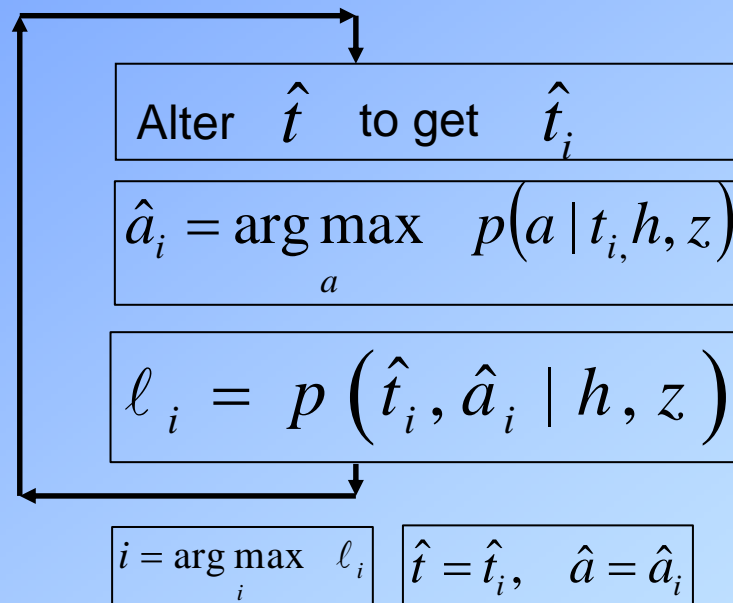 Alter t̂ to get t̂ᵢ
âᵢ = arg max p(a | tᵢ, h, z)
a
ℓᵢ = p (t̂ᵢ, âᵢ | h, z)
i = arg max ℓᵢ t̂ = t̂ᵢ, â = âᵢ
i